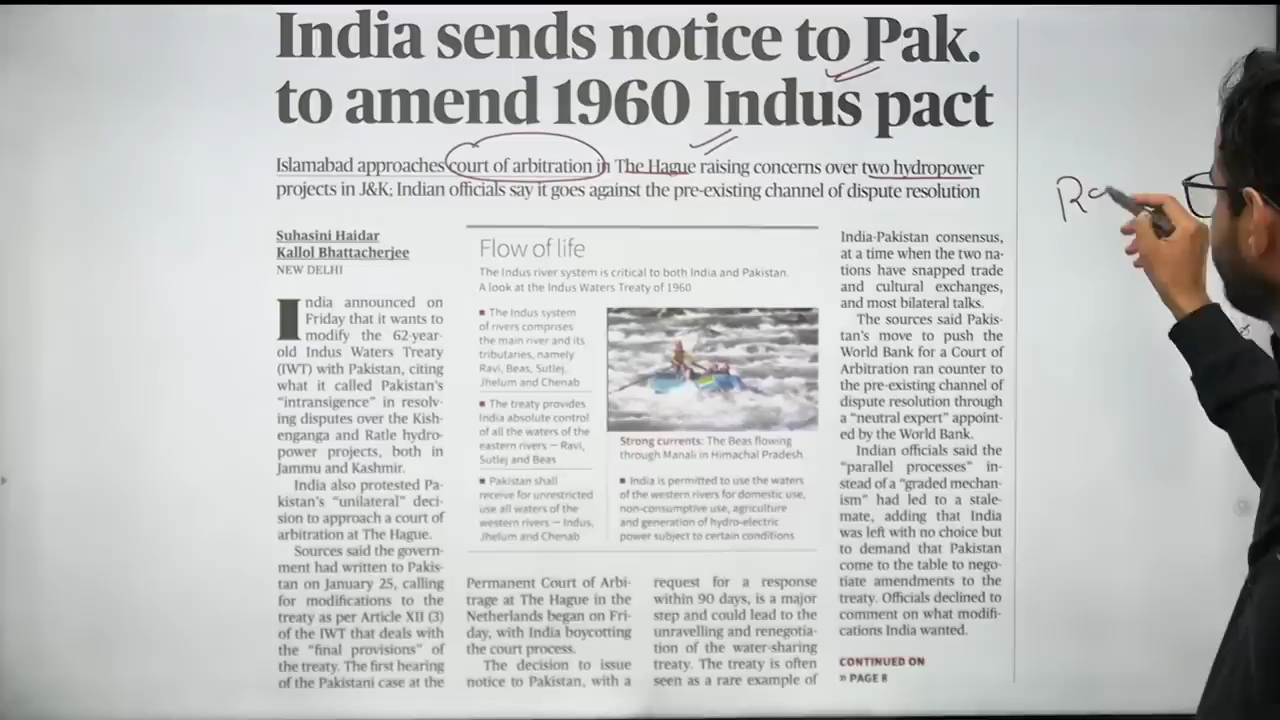 India sends notice to Pak.
to amend 1960 Indus pact
Islamabad approaches court of arbitration in The Hague raising concerns over two hydropower
projects in J&K; Indian officials say it goes against the pre-existing channel of dispute resolution
Suhasini Haidar
Kallol Bhattacherjee
NEW DELHI
India announced on
Friday that it wants to
modify the 62-year-
old Indus Waters Treaty
(IWT) with Pakistan, citing
what it called Pakistan's
“intransigence” in resolv-
ing disputes over the Kish-
enganga and Ratle hydro-
power projects, both in
Jammu and Kashmir.
India also protested Pa-
kistan's “unilateral” deci-
sion to approach a court of
arbitration at The Hague.
Sources said the govern-
ment had written to Pakis-
tan on January 25, calling
for modifications to the
treaty as per Article XII (3)
of the IWT that deals with
the “final provisions” of
the treaty. The first hearing
of the Pakistani case at the
Flow of life
The Indus river system is critical to both India and Pakistan.
A look at the Indus Waters Treaty of 1960
■ The Indus system
of rivers comprises
the main river and its
tributaries, namely
Ravi, Beas, Sutlej,
Jhelum and Chenab
■ The treaty provides
India absolute control
of all the waters of the
eastern rivers — Ravi,
Sutlej and Beas
■ Pakistan shall
receive for unrestricted
use all waters of the
western rivers — Indus,
Jhelum and Chenab
Strong currents: The Beas flowing
through Manali in Himachal Pradesh
■ India is permitted to use the waters
of the western rivers for domestic use,
non-consumptive use, agriculture
and generation of hydro-electric
power subject to certain conditions
Permanent Court of Arbi-
trage at The Hague in the
Netherlands began on Fri-
day, with India boycotting
the court process.
The decision to issue
notice to Pakistan, with a
request for a response
within 90 days, is a major
step and could lead to the
unravelling and renegotia-
tion of the water-sharing
treaty. The treaty is often
seen as a rare example of
India-Pakistan consensus,
at a time when the two na-
tions have snapped trade
and cultural exchanges,
and most bilateral talks.
The sources said Pakis-
tan's move to push the
World Bank for a Court of
Arbitration ran counter to
the pre-existing channel of
dispute resolution through
a “neutral expert” appoint-
ed by the World Bank.
Indian officials said the
“parallel processes” in-
stead of a “graded mechan-
ism” had led to a stale-
mate, adding that India
was left with no choice but
to demand that Pakistan
come to the table to nego-
tiate amendments to the
treaty. Officials declined to
comment on what modifi-
cations India wanted.
CONTINUED ON
» PAGE 8